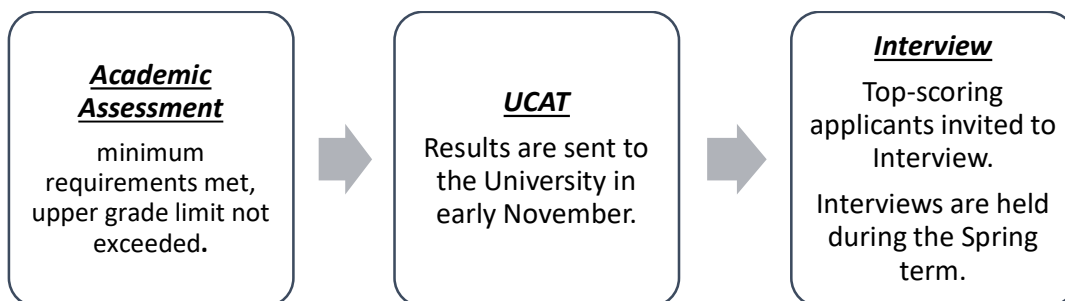 Academic
Assessment
minimum
requirements met,
upper grade limit not
exceeded.
UCAT
Results are sent to
the University in
early November.
Interview
Top-scoring
applicants invited to
Interview.
Interviews are held
during the Spring
term.